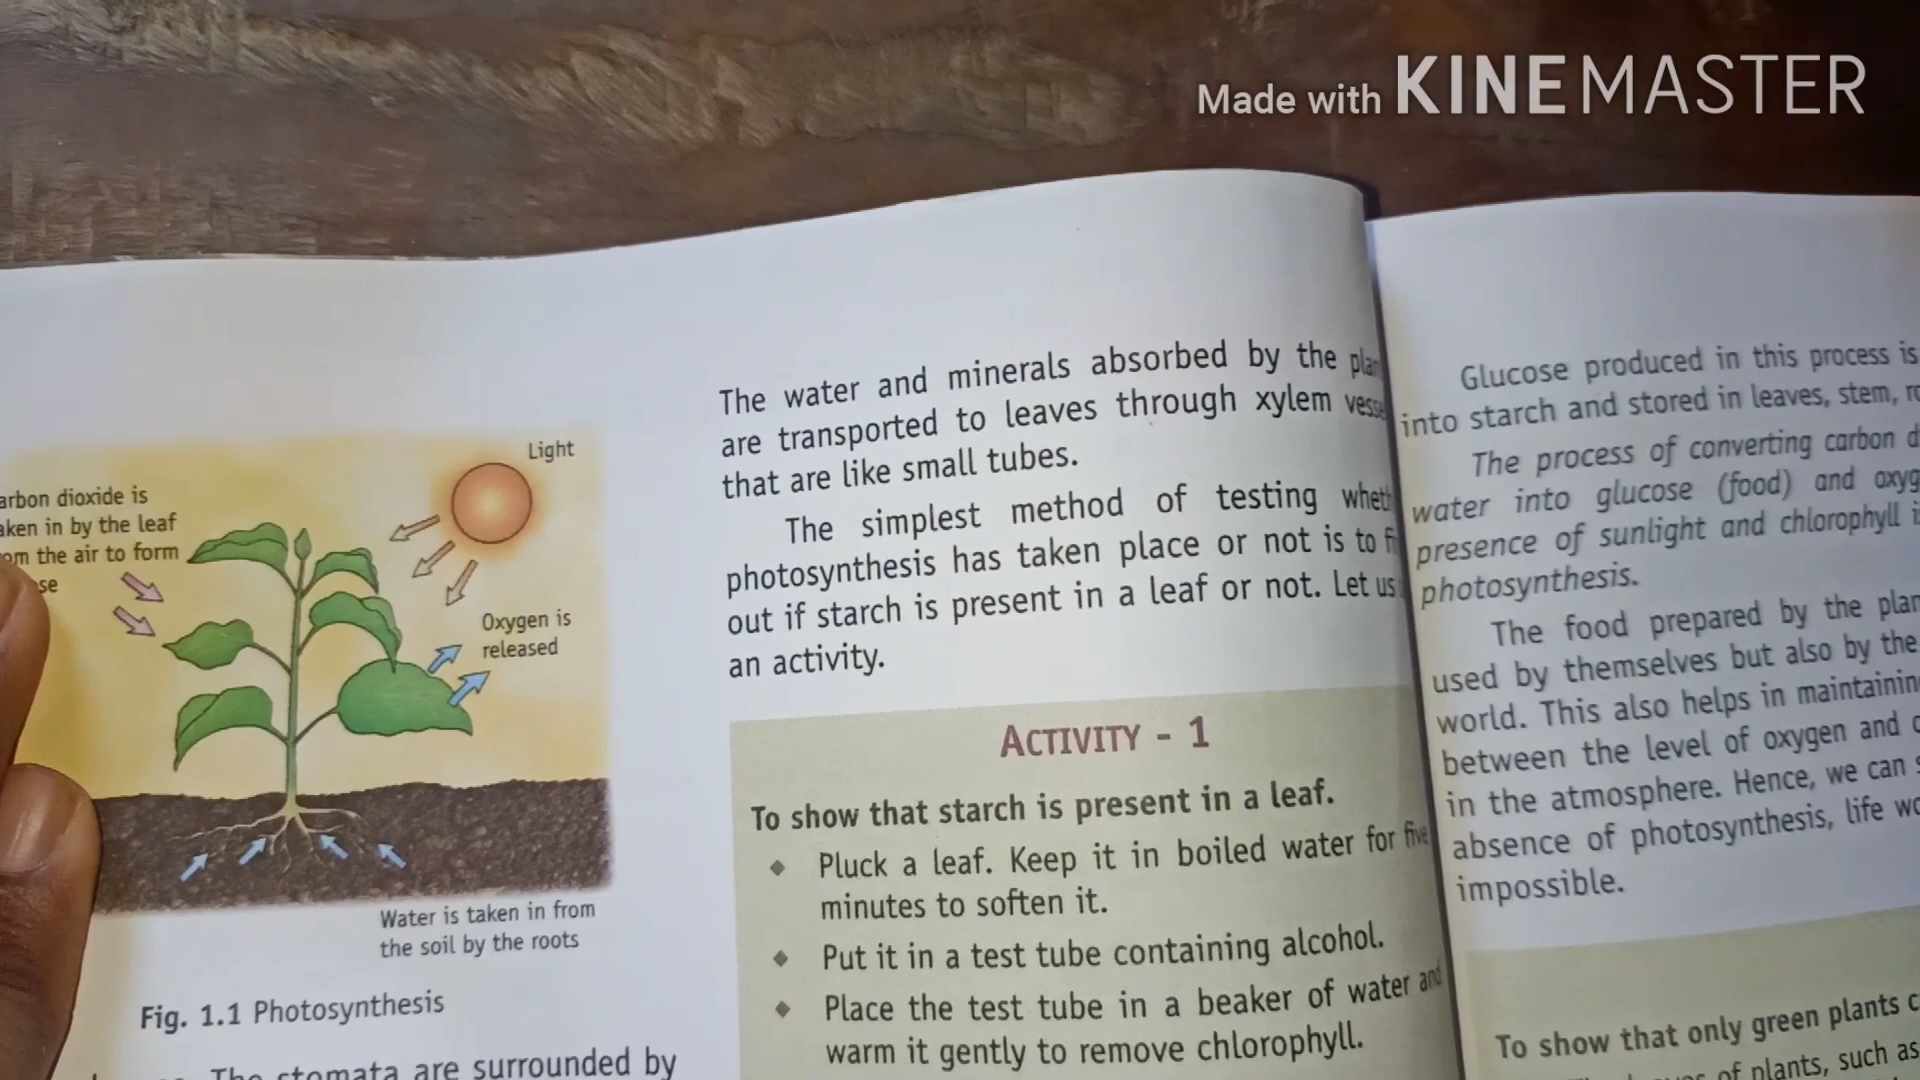 Made with KINEMASTER
Light
dioxide is
in by the leaf
the air to form
Oxygen is
released
Water is taken in from
the soil by the roots
Fig. 1.1 Photosynthesis
The stomata are surrounded by
The water and minerals absorbed by the
are transported to leaves through xylem
that are like small tubes.
The simplest method of testing
photosynthesis has taken place or not is to
out if starch is present in a leaf or not. Let us
an activity.
ACTIVITY - 1
To show that starch is present in a leaf.
Pluck a leaf. Keep it in boiled water for five
minutes to soften it.
Put it in a test tube containing alcohol.
Place the test tube in a beaker of water and
warm it gently to remove chlorophyll.
Glucose produced in this process is
into starch and stored in leaves, stem,
The process of converting carbon
water into glucose (food) and
presence of sunlight and chlorophyll
photosynthesis.
The food prepared by the
used by themselves but also by the
world. This also helps in
between the level of oxygen and
in the atmosphere. Hence, we can
absence of photosynthesis, life
impossible.
To show that only green plants
of plants, such as